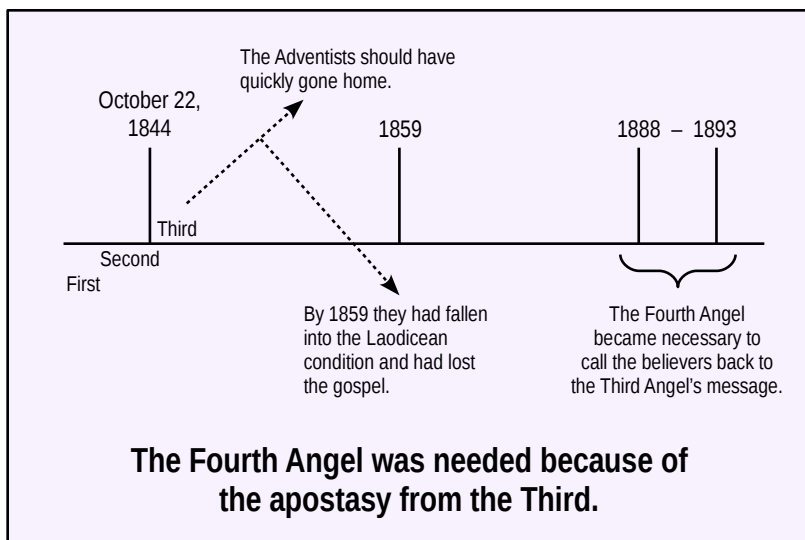 The Adventists should have
quickly gone home.
October 22,
1844
1859
1888 – 1893
Third
Second
First
By 1859 they had fallen
into the Laodicean
condition and had lost
the gospel.
The Fourth Angel
became necessary to
call the believers back to
the Third Angel’s message.
The Fourth Angel was needed because of
the apostasy from the Third.